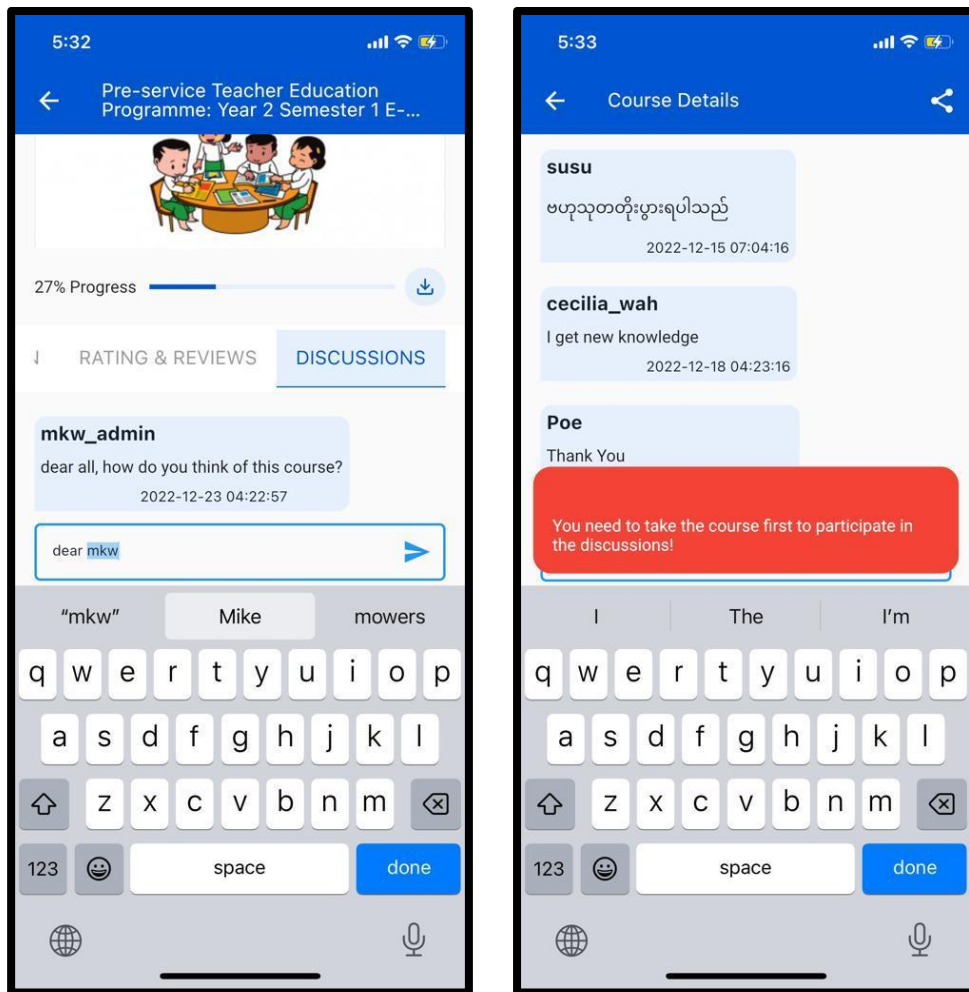 5:32
Pre-service Teacher Education
Programme: Year 2 Semester 1 E-...
27% Progress
RATING & REVIEWS DISCUSSIONS
mkw_admin
dear all, how do you think of this course?
2022-12-23 04:22:57
dear mkw
“mkw” Mike mowers
q w e r t y u i o p
a s d f g h j k l
z x c v b n m
123 space done
5:33
Course Details
susu
ဗဟုသုတတိုးပွားရပါသည်
2022-12-15 07:04:16
cecilia_wah
I get new knowledge
2022-12-18 04:23:16
Poe
Thank You
You need to take the course first to participate in
the discussions!
I The I'm
q w e r t y u i o p
a s d f g h j k l
z x c v b n m
123 space done